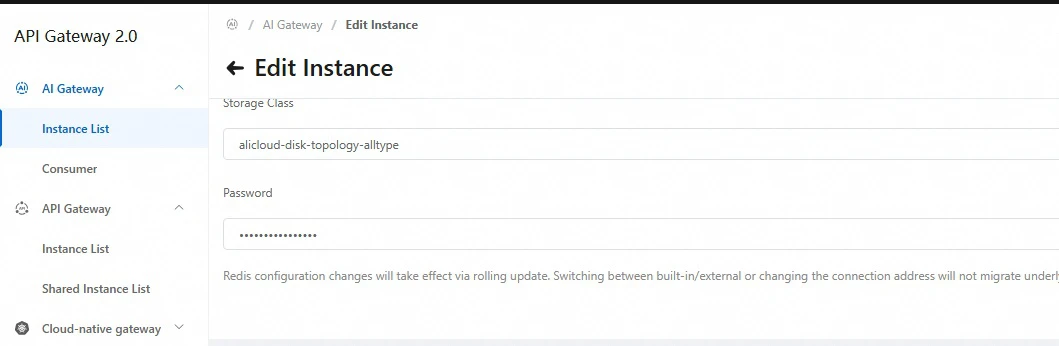 API Gateway 2.0
AI Gateway
Instance List
Consumer
API Gateway
Instance List
Shared Instance List
Cloud-native gateway
/ AI Gateway / Edit Instance
Edit Instance
Storage Class
alicloud-disk-topology-alltype
Password
••••••••••••••••
Redis configuration changes will take effect via rolling update. Switching between built-in/external or changing the connection address will not migrate